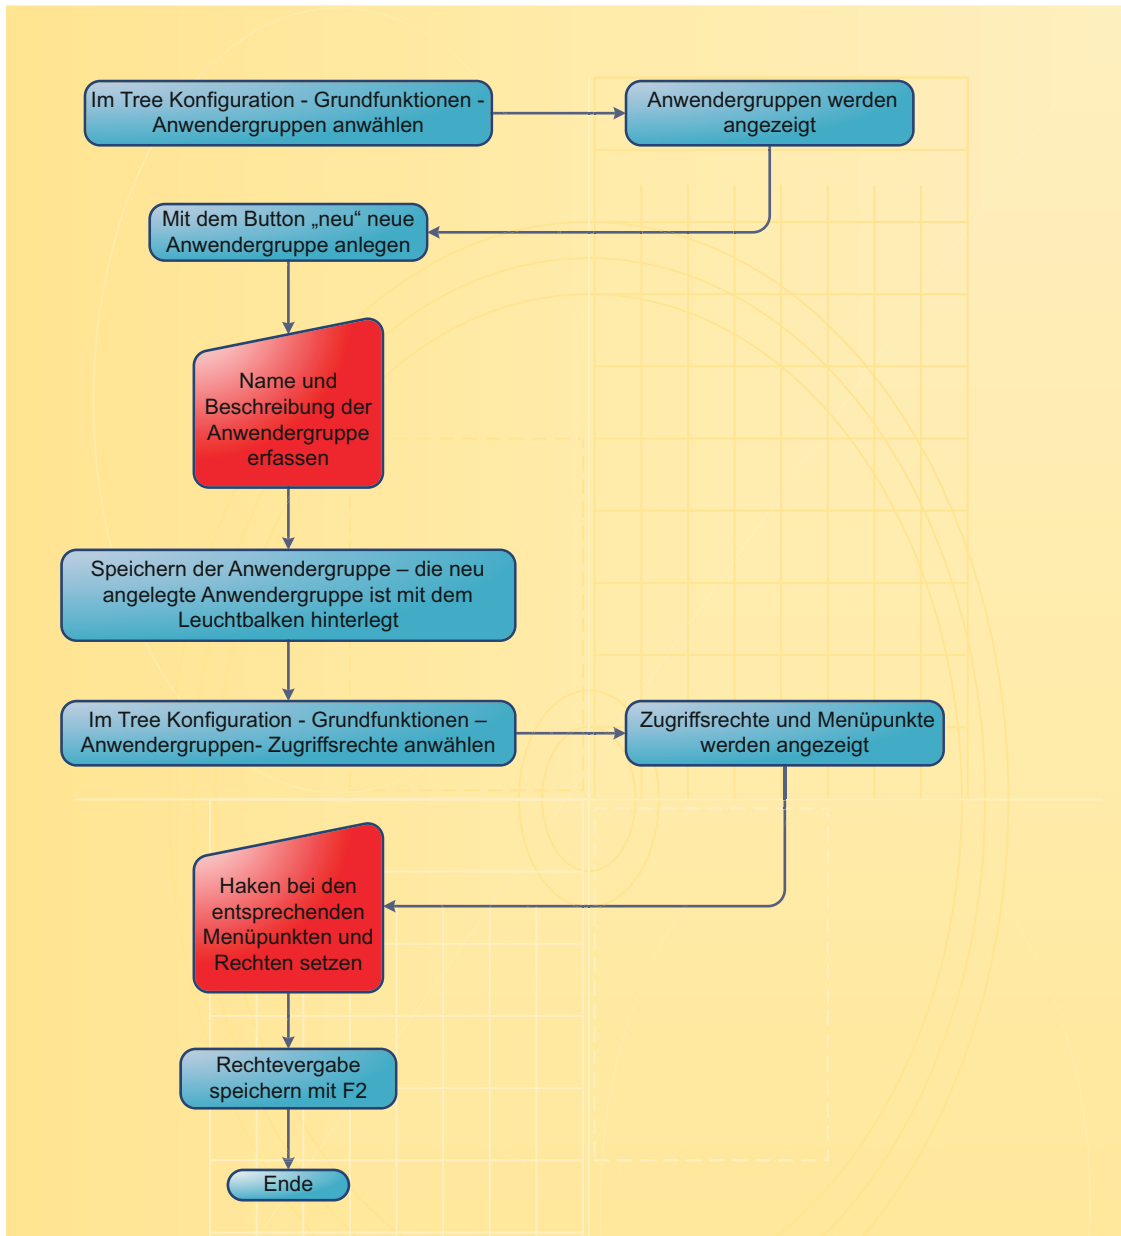 Im Tree Konfiguration - Grundfunktionen -
Anwendergruppen anwählen
Anwendergruppen werden
angezeigt
Mit dem Button „neu“ neue
Anwendergruppe anlegen
Name und
Beschreibung der
Anwendergruppe
erfassen
Speichern der Anwendergruppe – die neu
angelegte Anwendergruppe ist mit dem
Leuchtbalken hinterlegt
Im Tree Konfiguration - Grundfunktionen –
Anwendergruppen- Zugriffsrechte anwählen
Zugriffsrechte und Menüpunkte
werden angezeigt
Haken bei den
entsprechenden
Menüpunkten und
Rechten setzen
Rechtevergabe
speichern mit F2
Ende